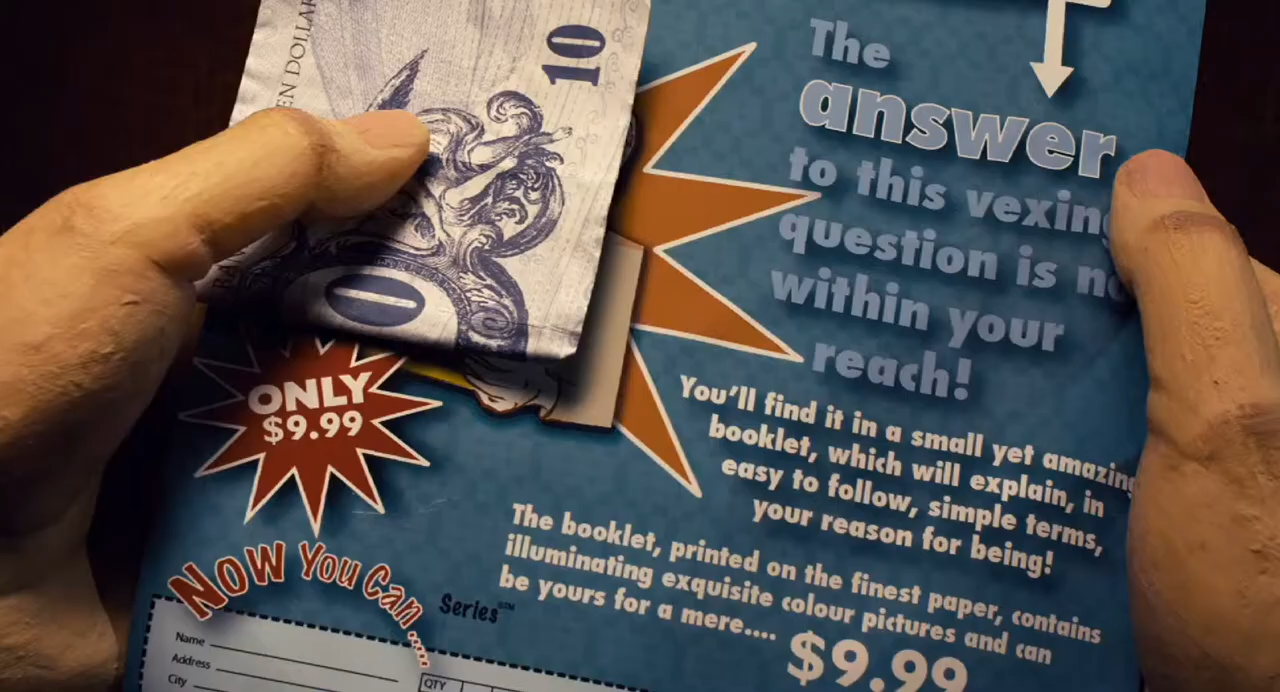 10
The
answer
to this vexing
question is
within your
reach!
0
ONLY
$9.99
You'll find it in a small yet amazing
booklet, which will explain, in
easy to follow, simple terms,
your reason for being!
The booklet, printed on the finest paper, contains
illuminating exquisite colour pictures and can
be yours for a mere....
$9.99
Now You Can.....
Series
Name
Address
City
QTY